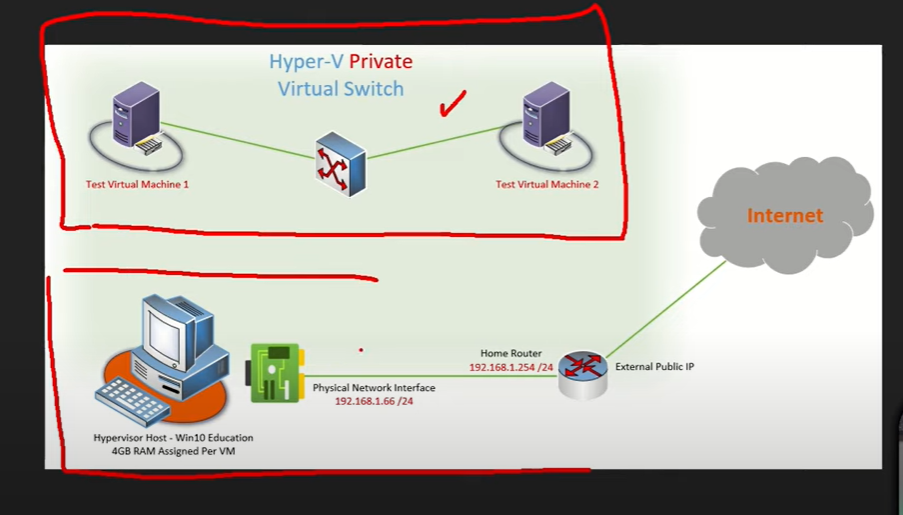 Hyper-V Private
Virtual Switch
Test Virtual Machine 1
Test Virtual Machine 2
Internet
Home Router
192.168.1.254 /24
External Public IP
Physical Network Interface
192.168.1.66 /24
Hypervisor Host - Win10 Education
4GB RAM Assigned Per VM